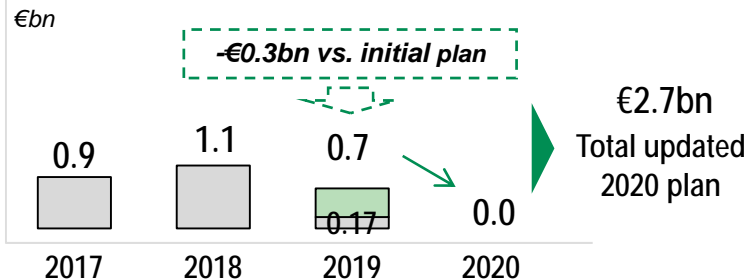 €bn
-€0.3bn vs. initial plan
0.9
1.1
0.7
0.17
0.0
€2.7bn
Total updated
2020 plan
2017
2018
2019
2020